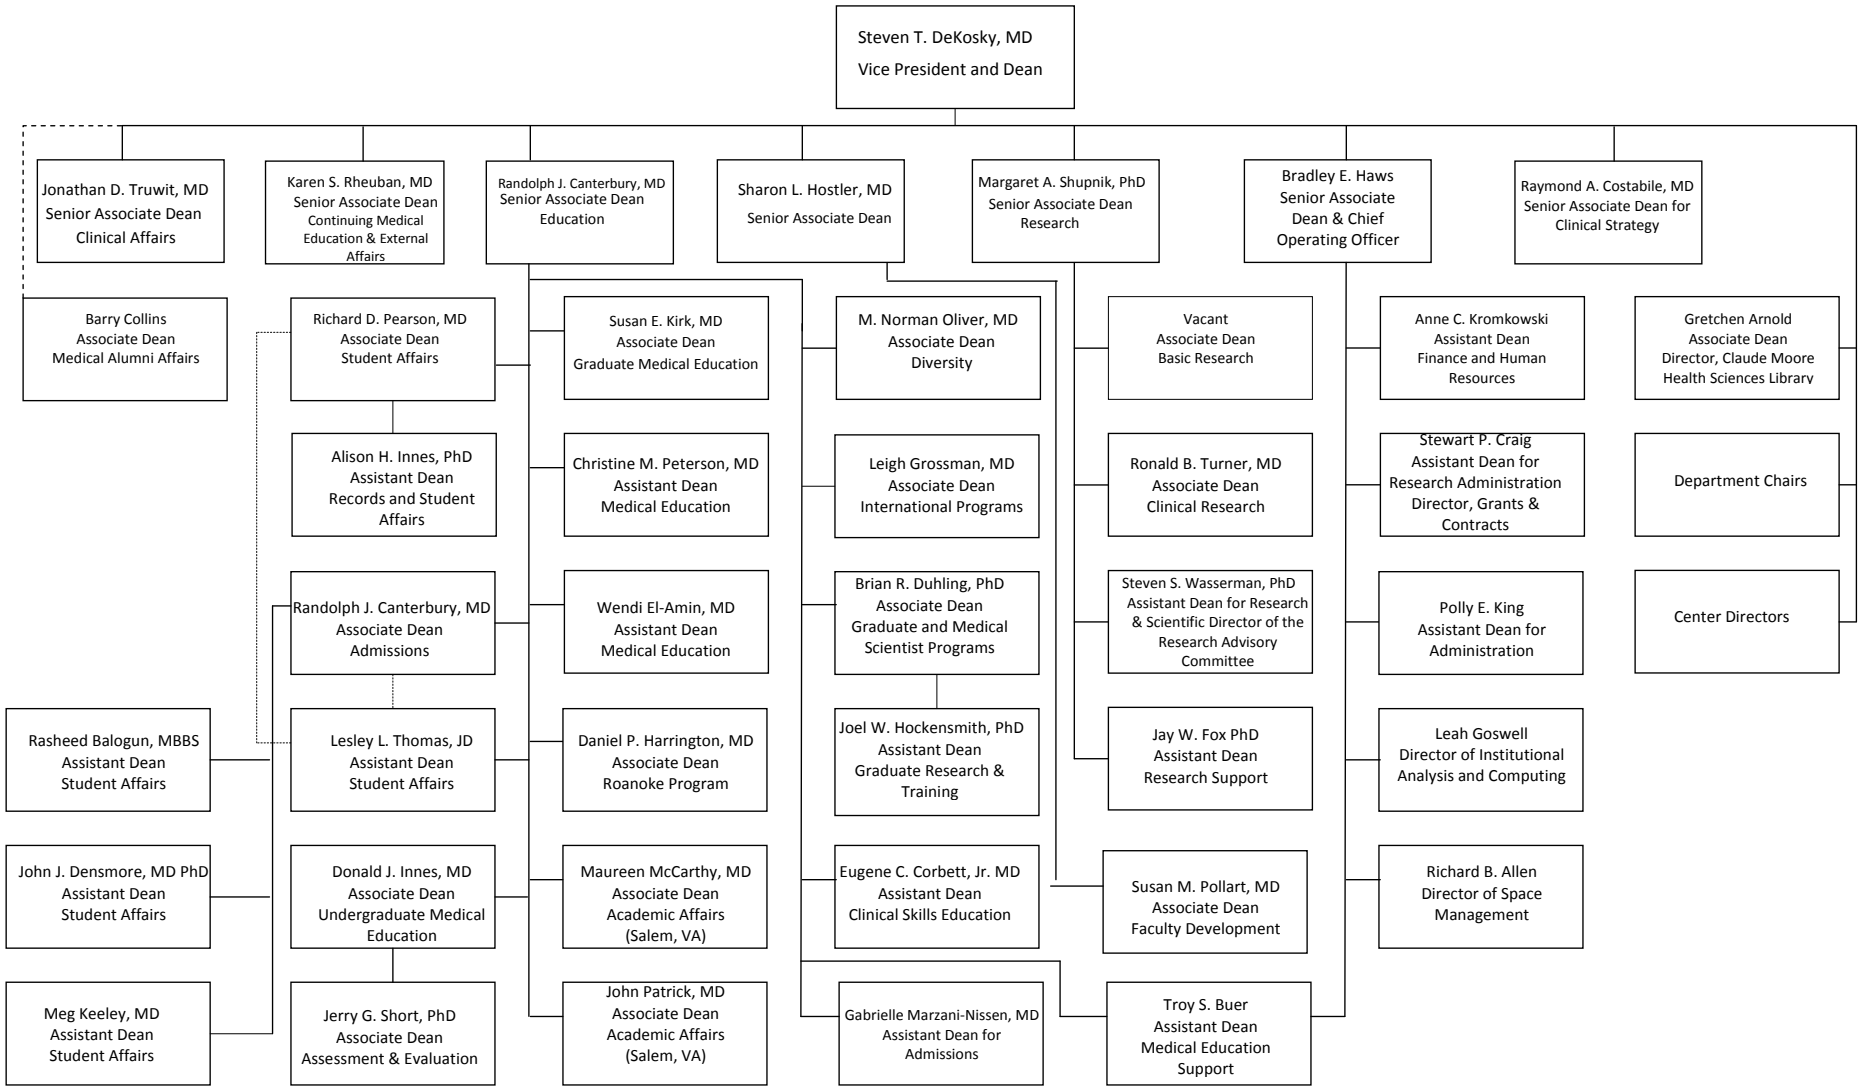 Steven T. DeKosky, MD
Vice President and Dean
Jonathan D. Truwit, MD
Senior Associate Dean
Clinical Affairs
Karen S. Rheuban, MD
Senior Associate Dean
Continuing Medical
Education & External
Affairs
Randolph J. Canterbury, MD
Senior Associate Dean
Education
Sharon L. Hostler, MD
Senior Associate Dean
Margaret A. Shupnik, PhD
Senior Associate Dean
Research
Bradley E. Haws
Senior Associate
Dean & Chief
Operating Officer
Raymond A. Costabile, MD
Senior Associate Dean for
Clinical Strategy
Barry Collins
Associate Dean
Medical Alumni Affairs
Richard D. Pearson, MD
Associate Dean
Student Affairs
Susan E. Kirk, MD
Associate Dean
Graduate Medical Education
M. Norman Oliver, MD
Associate Dean
Diversity
Vacant
Associate Dean
Basic Research
Anne C. Kromkowski
Assistant Dean
Finance and Human
Resources
Gretchen Arnold
Associate Dean
Director, Claude Moore
Health Sciences Library
Alison H. Innes, PhD
Assistant Dean
Records and Student
Affairs
Christine M. Peterson, MD
Assistant Dean
Medical Education
Leigh Grossman, MD
Associate Dean
International Programs
Ronald B. Turner, MD
Associate Dean
Clinical Research
Stewart P. Craig
Assistant Dean for
Research Administration
Director, Grants &
Contracts
Department Chairs
Randolph J. Canterbury, MD
Associate Dean
Admissions
Wendi El-Amin, MD
Assistant Dean
Medical Education
Brian R. Duhling, PhD
Associate Dean
Graduate and Medical
Scientist Programs
Steven S. Wasserman, PhD
Assistant Dean for Research
& Scientific Director of the
Research Advisory
Committee
Polly E. King
Assistant Dean for
Administration
Center Directors
Rasheed Balogun, MBBS
Assistant Dean
Student Affairs
Lesley L. Thomas, JD
Assistant Dean
Student Affairs
Daniel P. Harrington, MD
Associate Dean
Roanoke Program
Joel W. Hockensmith, PhD
Assistant Dean
Graduate Research &
Training
Jay W. Fox PhD
Assistant Dean
Research Support
Leah Goswell
Director of Institutional
Analysis and Computing
John J. Densmore, MD PhD
Assistant Dean
Student Affairs
Donald J. Innes, MD
Associate Dean
Undergraduate Medical
Education
Maureen McCarthy, MD
Associate Dean
Academic Affairs
(Salem, VA)
Eugene C. Corbett, Jr. MD
Assistant Dean
Clinical Skills Education
Susan M. Pollart, MD
Associate Dean
Faculty Development
Richard B. Allen
Director of Space
Management
Meg Keeley, MD
Assistant Dean
Student Affairs
Jerry G. Short, PhD
Associate Dean
Assessment & Evaluation
John Patrick, MD
Associate Dean
Academic Affairs
(Salem, VA)
Gabrielle Marzani-Nissen, MD
Assistant Dean for
Admissions
Troy S. Buer
Assistant Dean
Medical Education
Support